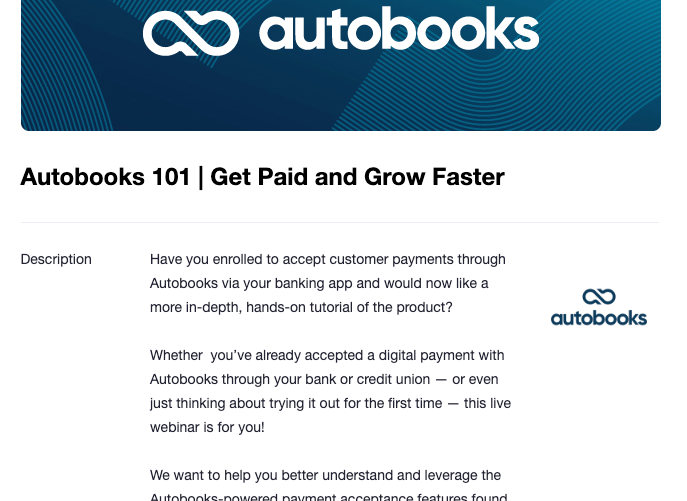 autobooks
Autobooks 101 | Get Paid and Grow Faster
Description
Have you enrolled to accept customer payments through
Autobooks via your banking app and would now like a
more in-depth, hands-on tutorial of the product?
autobooks
Whether  you’ve already accepted a digital payment with
Autobooks through your bank or credit union — or even
just thinking about trying it out for the first time — this live
webinar is for you!
We want to help you better understand and leverage the
Autobooks-powered payment acceptance features found